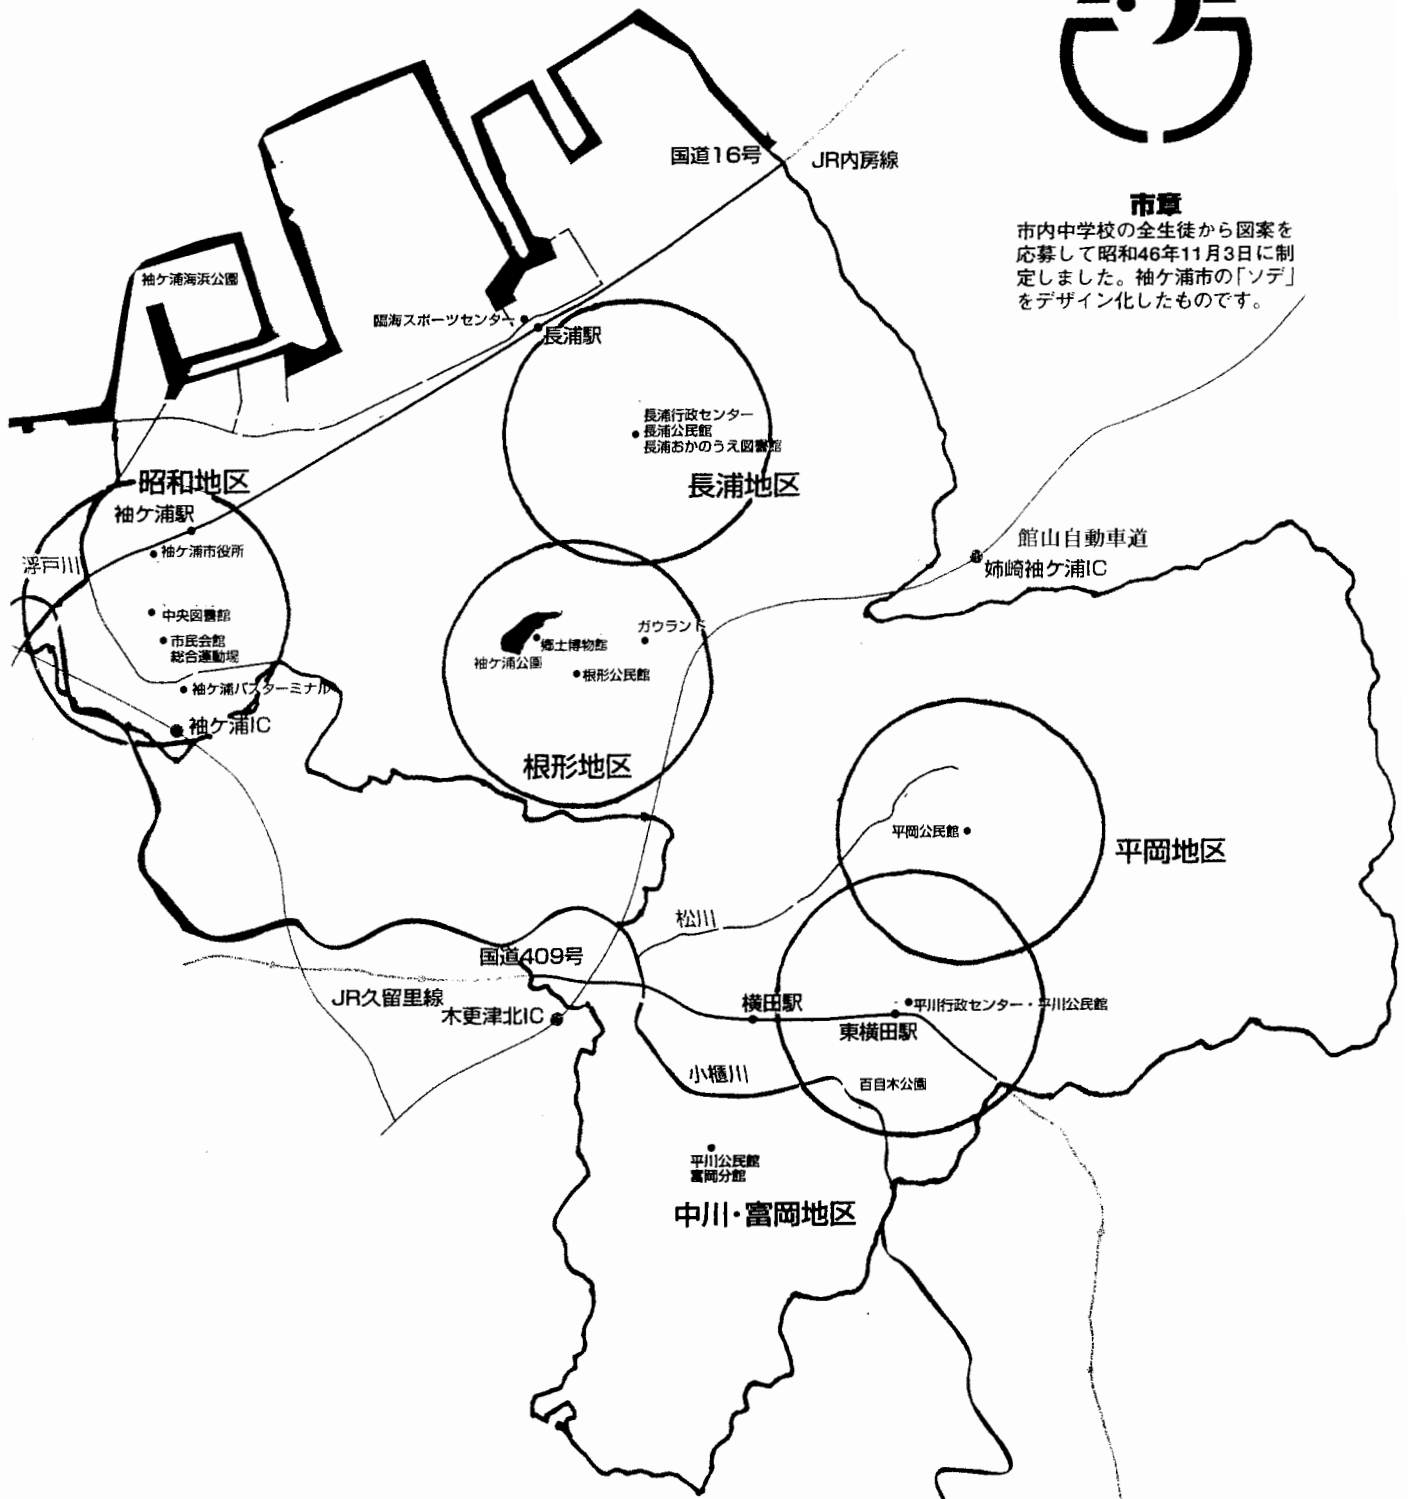 国道16号
JR内房線
市章
市内中学校の全生徒から図案を
応募して昭和46年11月3日に制
定しました。袖ケ浦市の「ソデ」
をデザイン化したものです。
袖ケ浦海浜公園
臨海スポーツセンター
長浦駅
長浦行政センター
長浦公民館
長浦おかのうえ図書館
長浦地区
昭和地区
袖ケ浦駅
袖ケ浦市役所
浮戸川
中央図書館
市民会館
総合運動場
袖ケ浦バスターミナル
袖ケ浦IC
館山自動車道
姉崎袖ケ浦IC
ガウランド
郷土博物館
袖ケ浦公園
根形公民館
根形地区
平岡公民館
平岡地区
松川
国道409号
JR久留里線
木更津北IC
横田駅
平川行政センター・平川公民館
東横田駅
小櫃川
百目木公園
平川公民館
富岡分館
中川・富岡地区